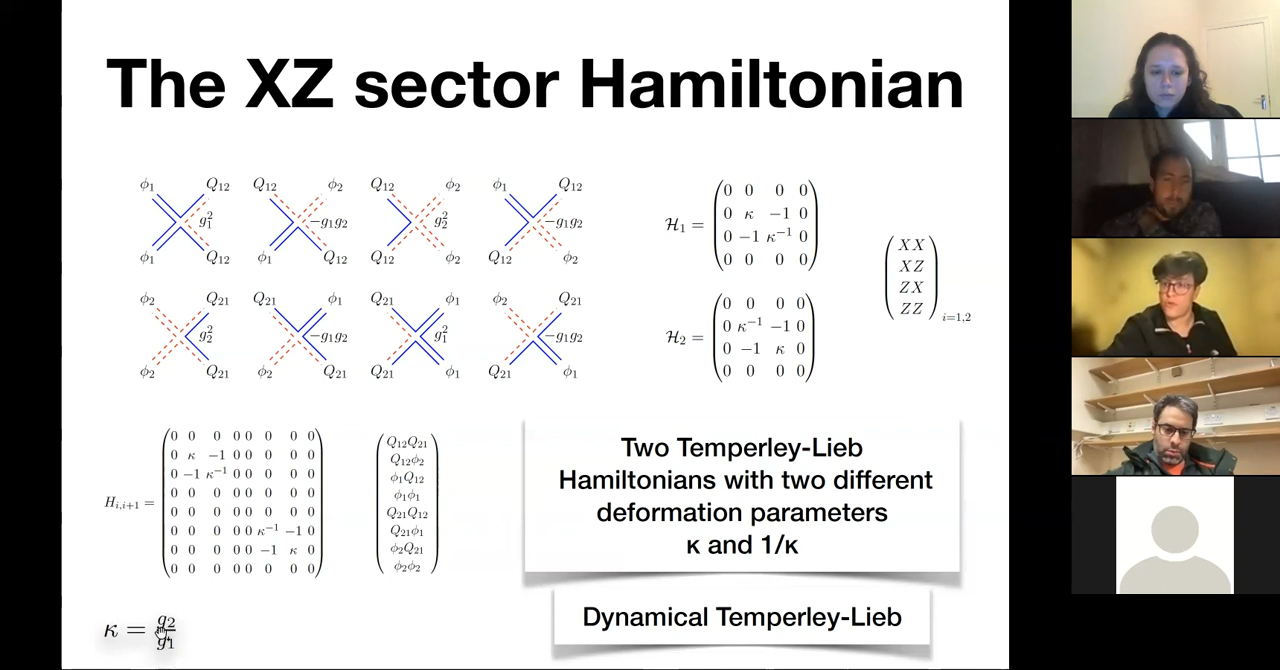 The XZ sector Hamiltonian
ϕ₁ Q₁₂ Q₁₂ ϕ₂ Q₁₂ ϕ₂ ϕ₁ Q₁₂
g₁² −g₁g₂ g₂² −g₁g₂
ϕ₁ Q₁₂ ϕ₁ Q₁₂ Q₁₂ ϕ₂ Q₁₂ ϕ₂
ϕ₂ Q₂₁ Q₂₁ ϕ₁ Q₂₁ ϕ₁ ϕ₂ Q₂₁
g₂² −g₁g₂ g₁² −g₁g₂
ϕ₂ Q₂₁ ϕ₂ Q₂₁ Q₂₁ ϕ₁ Q₂₁ ϕ₁
ℋ₁ =
0 0 0 0
0 κ −1 0
0 −1 κ⁻¹ 0
0 0 0 0
ℋ₂ =
0 0 0 0
0 κ⁻¹ −1 0
0 −1 κ 0
0 0 0 0
XX
XZ
ZX
ZZ
i=1,2
Hᵢ,ᵢ₊₁ =
0 0 0 0 0 0 0 0
0 κ −1 0 0 0 0 0
0 −1 κ⁻¹ 0 0 0 0 0
0 0 0 0 0 0 0 0
0 0 0 0 0 0 0 0
0 0 0 0 0 κ⁻¹ −1 0
0 0 0 0 0 −1 κ 0
0 0 0 0 0 0 0 0
Q₁₂Q₂₁
Q₁₂ϕ₂
ϕ₁Q₁₂
ϕ₁ϕ₁
Q₂₁Q₁₂
Q₂₁ϕ₁
ϕ₂Q₂₁
ϕ₂ϕ₂
Two Temperley-Lieb
Hamiltonians with two different
deformation parameters
κ and 1/κ
Dynamical Temperley-Lieb
κ = g₂/g₁